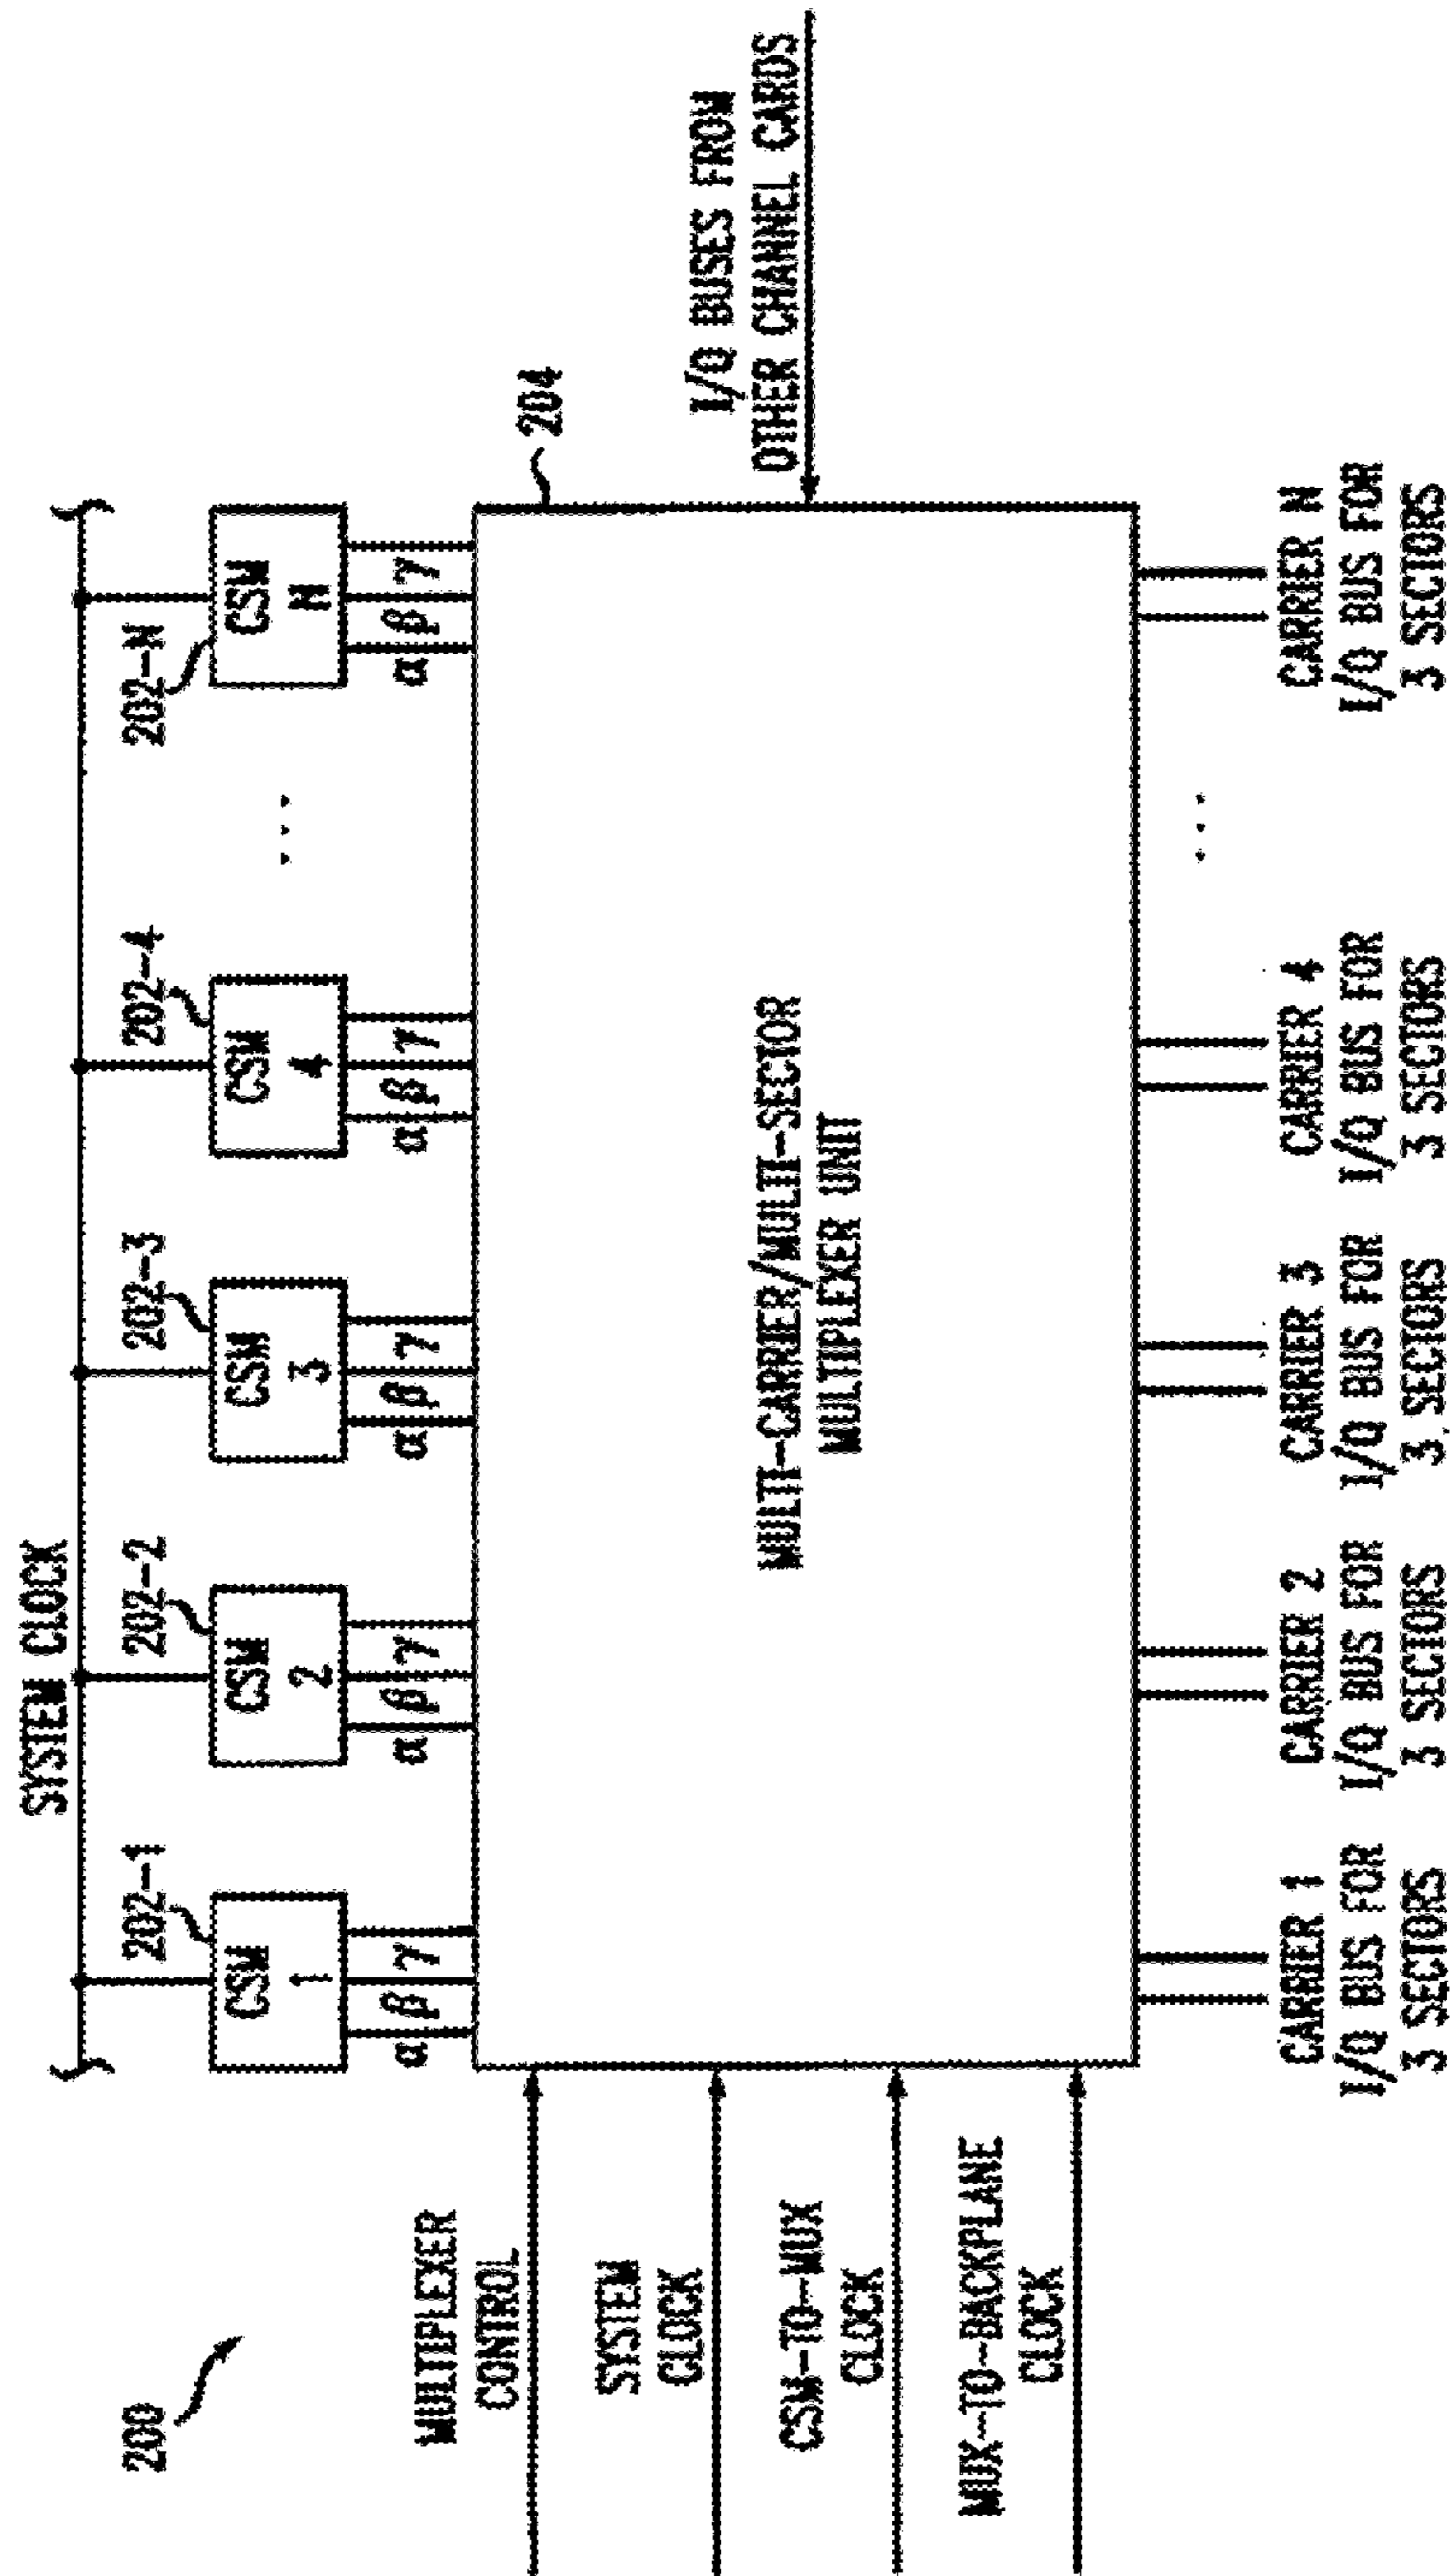 200
SYSTEM CLOCK
202-1
202-2
202-3
202-4
202-N
CSM
1
CSM
2
CSM
3
CSM
4
...
CSM
N
α β γ
α β γ
α β γ
α β γ
α β γ
204
MULTIPLEXER
CONTROL
SYSTEM
CLOCK
CSM-TO-MUX
CLOCK
MUX-TO-BACKPLANE
CLOCK
MULTI-CARRIER/MULTI-SECTOR
MULTIPLEXER UNIT
I/Q BUSES FROM
OTHER CHANNEL CARDS
CARRIER 1
I/Q BUS FOR
3 SECTORS
CARRIER 2
I/Q BUS FOR
3 SECTORS
CARRIER 3
I/Q BUS FOR
3 SECTORS
CARRIER 4
I/Q BUS FOR
3 SECTORS
...
CARRIER N
I/Q BUS FOR
3 SECTORS